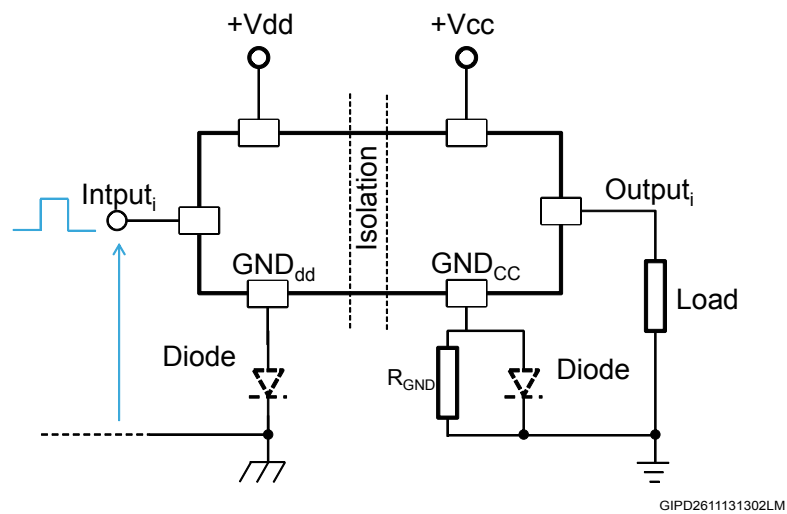 +Vdd
+Vcc
Intput_i
Isolation
Output_i
GND_dd
GND_CC
Load
Diode
R_GND
Diode
GIPD2611131302LM